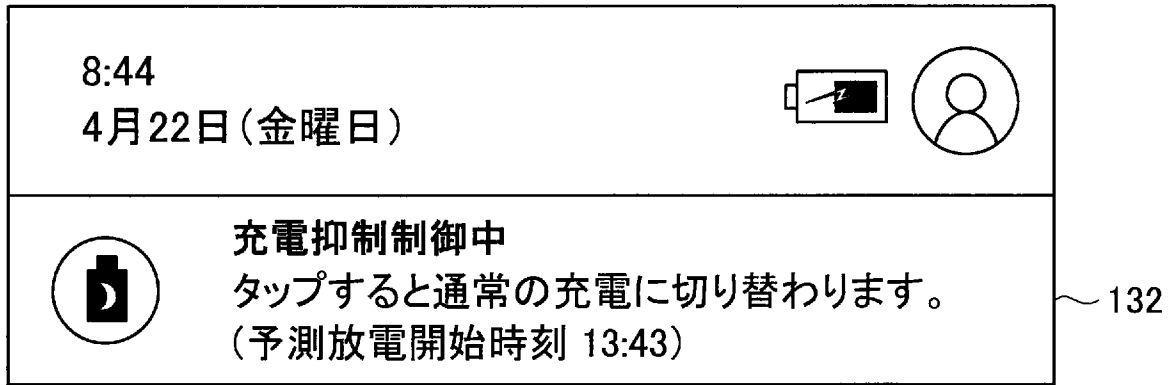 8:44
4月22日(金曜日)
充電抑制制御中
タップすると通常の充電に切り替わります。
(予測放電開始時刻 13:43)
132